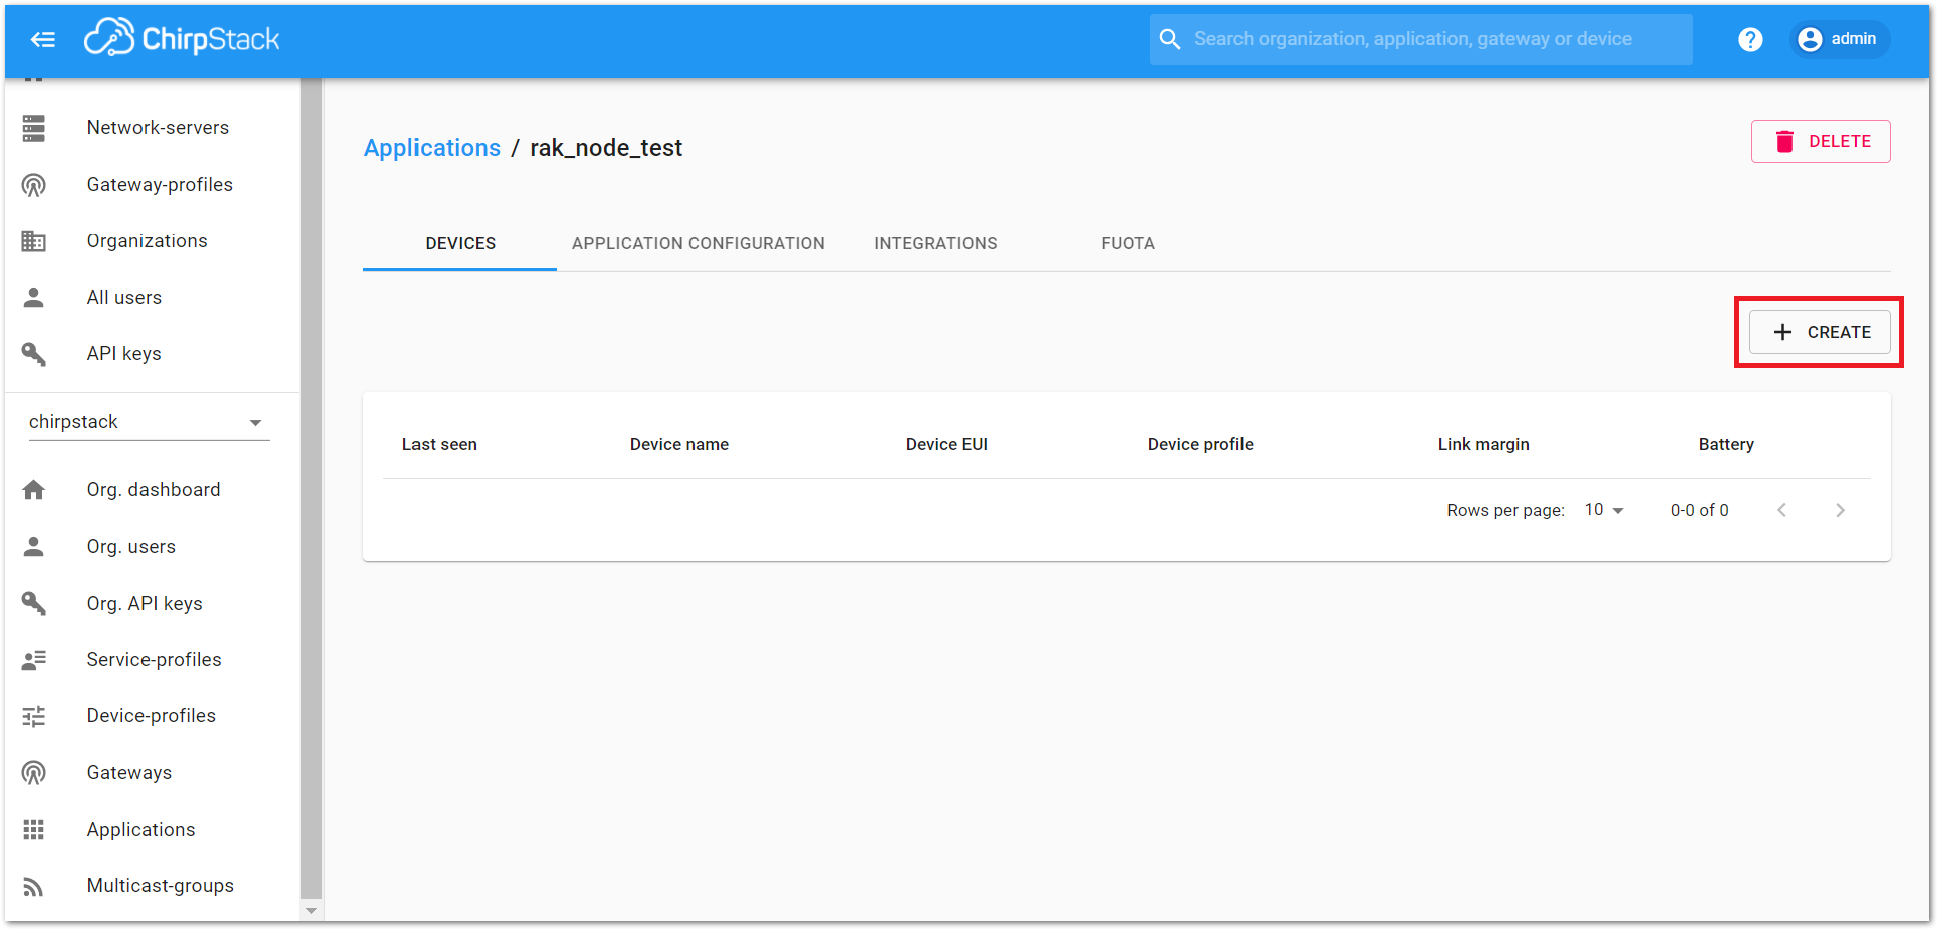 ChirpStack
Search organization, application, gateway or device
?
admin
Network-servers
Gateway-profiles
Organizations
All users
API keys
chirpstack
Org. dashboard
Org. users
Org. API keys
Service-profiles
Device-profiles
Gateways
Applications
Multicast-groups
Applications / rak_node_test
DELETE
DEVICES APPLICATION CONFIGURATION INTEGRATIONS FUOTA
+ CREATE
Last seen Device name Device EUI Device profile Link margin Battery
Rows per page: 10 0-0 of 0